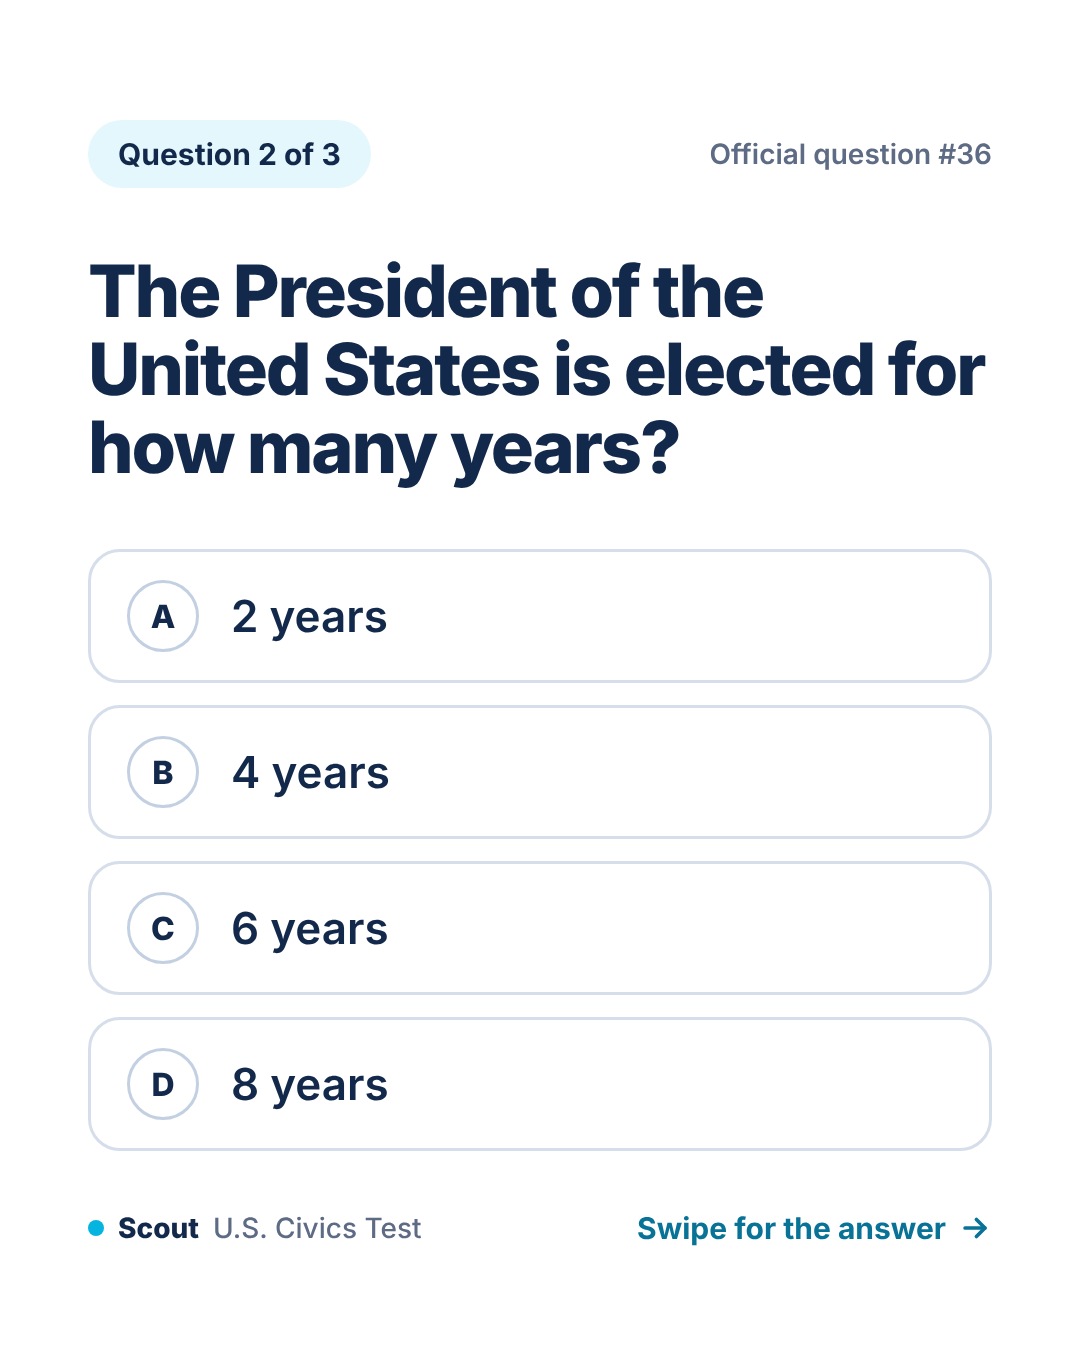 Question 2 of 3
Official question #36
The President of the
United States is elected for
how many years?
A 2 years
B 4 years
C 6 years
D 8 years
Scout U.S. Civics Test
Swipe for the answer →